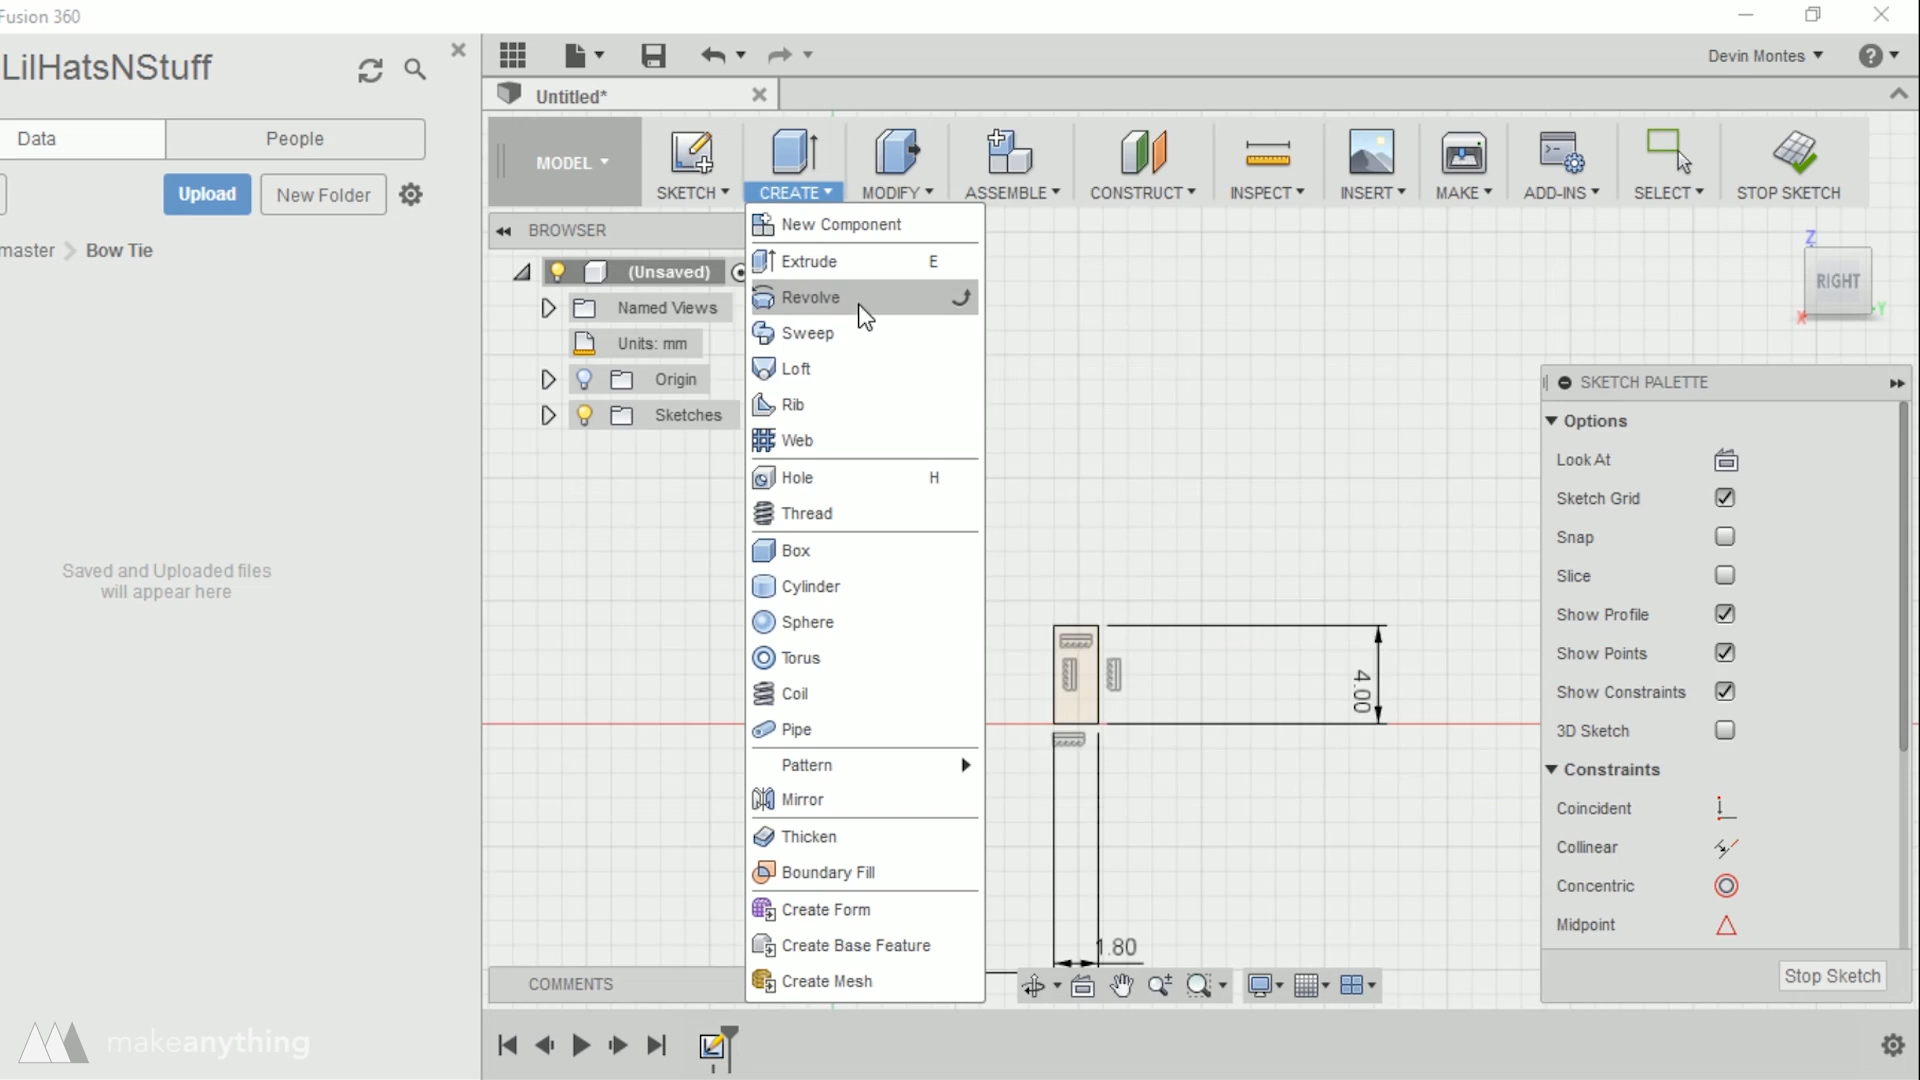 Fusion 360
LilHatsNStuff
Data
People
Upload
New Folder
master
Bow Tie
Saved and Uploaded files
will appear here
makeanything
Devin Montes
Untitled*
MODEL
SKETCH
CREATE
MODIFY
ASSEMBLE
CONSTRUCT
INSPECT
INSERT
MAKE
ADD-INS
SELECT
STOP SKETCH
BROWSER
(Unsaved)
Named Views
Units: mm
Origin
Sketches
New Component
Extrude E
Revolve
Sweep
Loft
Rib
Web
Hole H
Thread
Box
Cylinder
Sphere
Torus
Coil
Pipe
Pattern
Mirror
Thicken
Boundary Fill
Create Form
Create Base Feature
Create Mesh
Z
RIGHT
X
Y
4.00
1.80
SKETCH PALETTE
Options
Look At
Sketch Grid
Snap
Slice
Show Profile
Show Points
Show Constraints
3D Sketch
Constraints
Coincident
Collinear
Concentric
Midpoint
Stop Sketch
COMMENTS